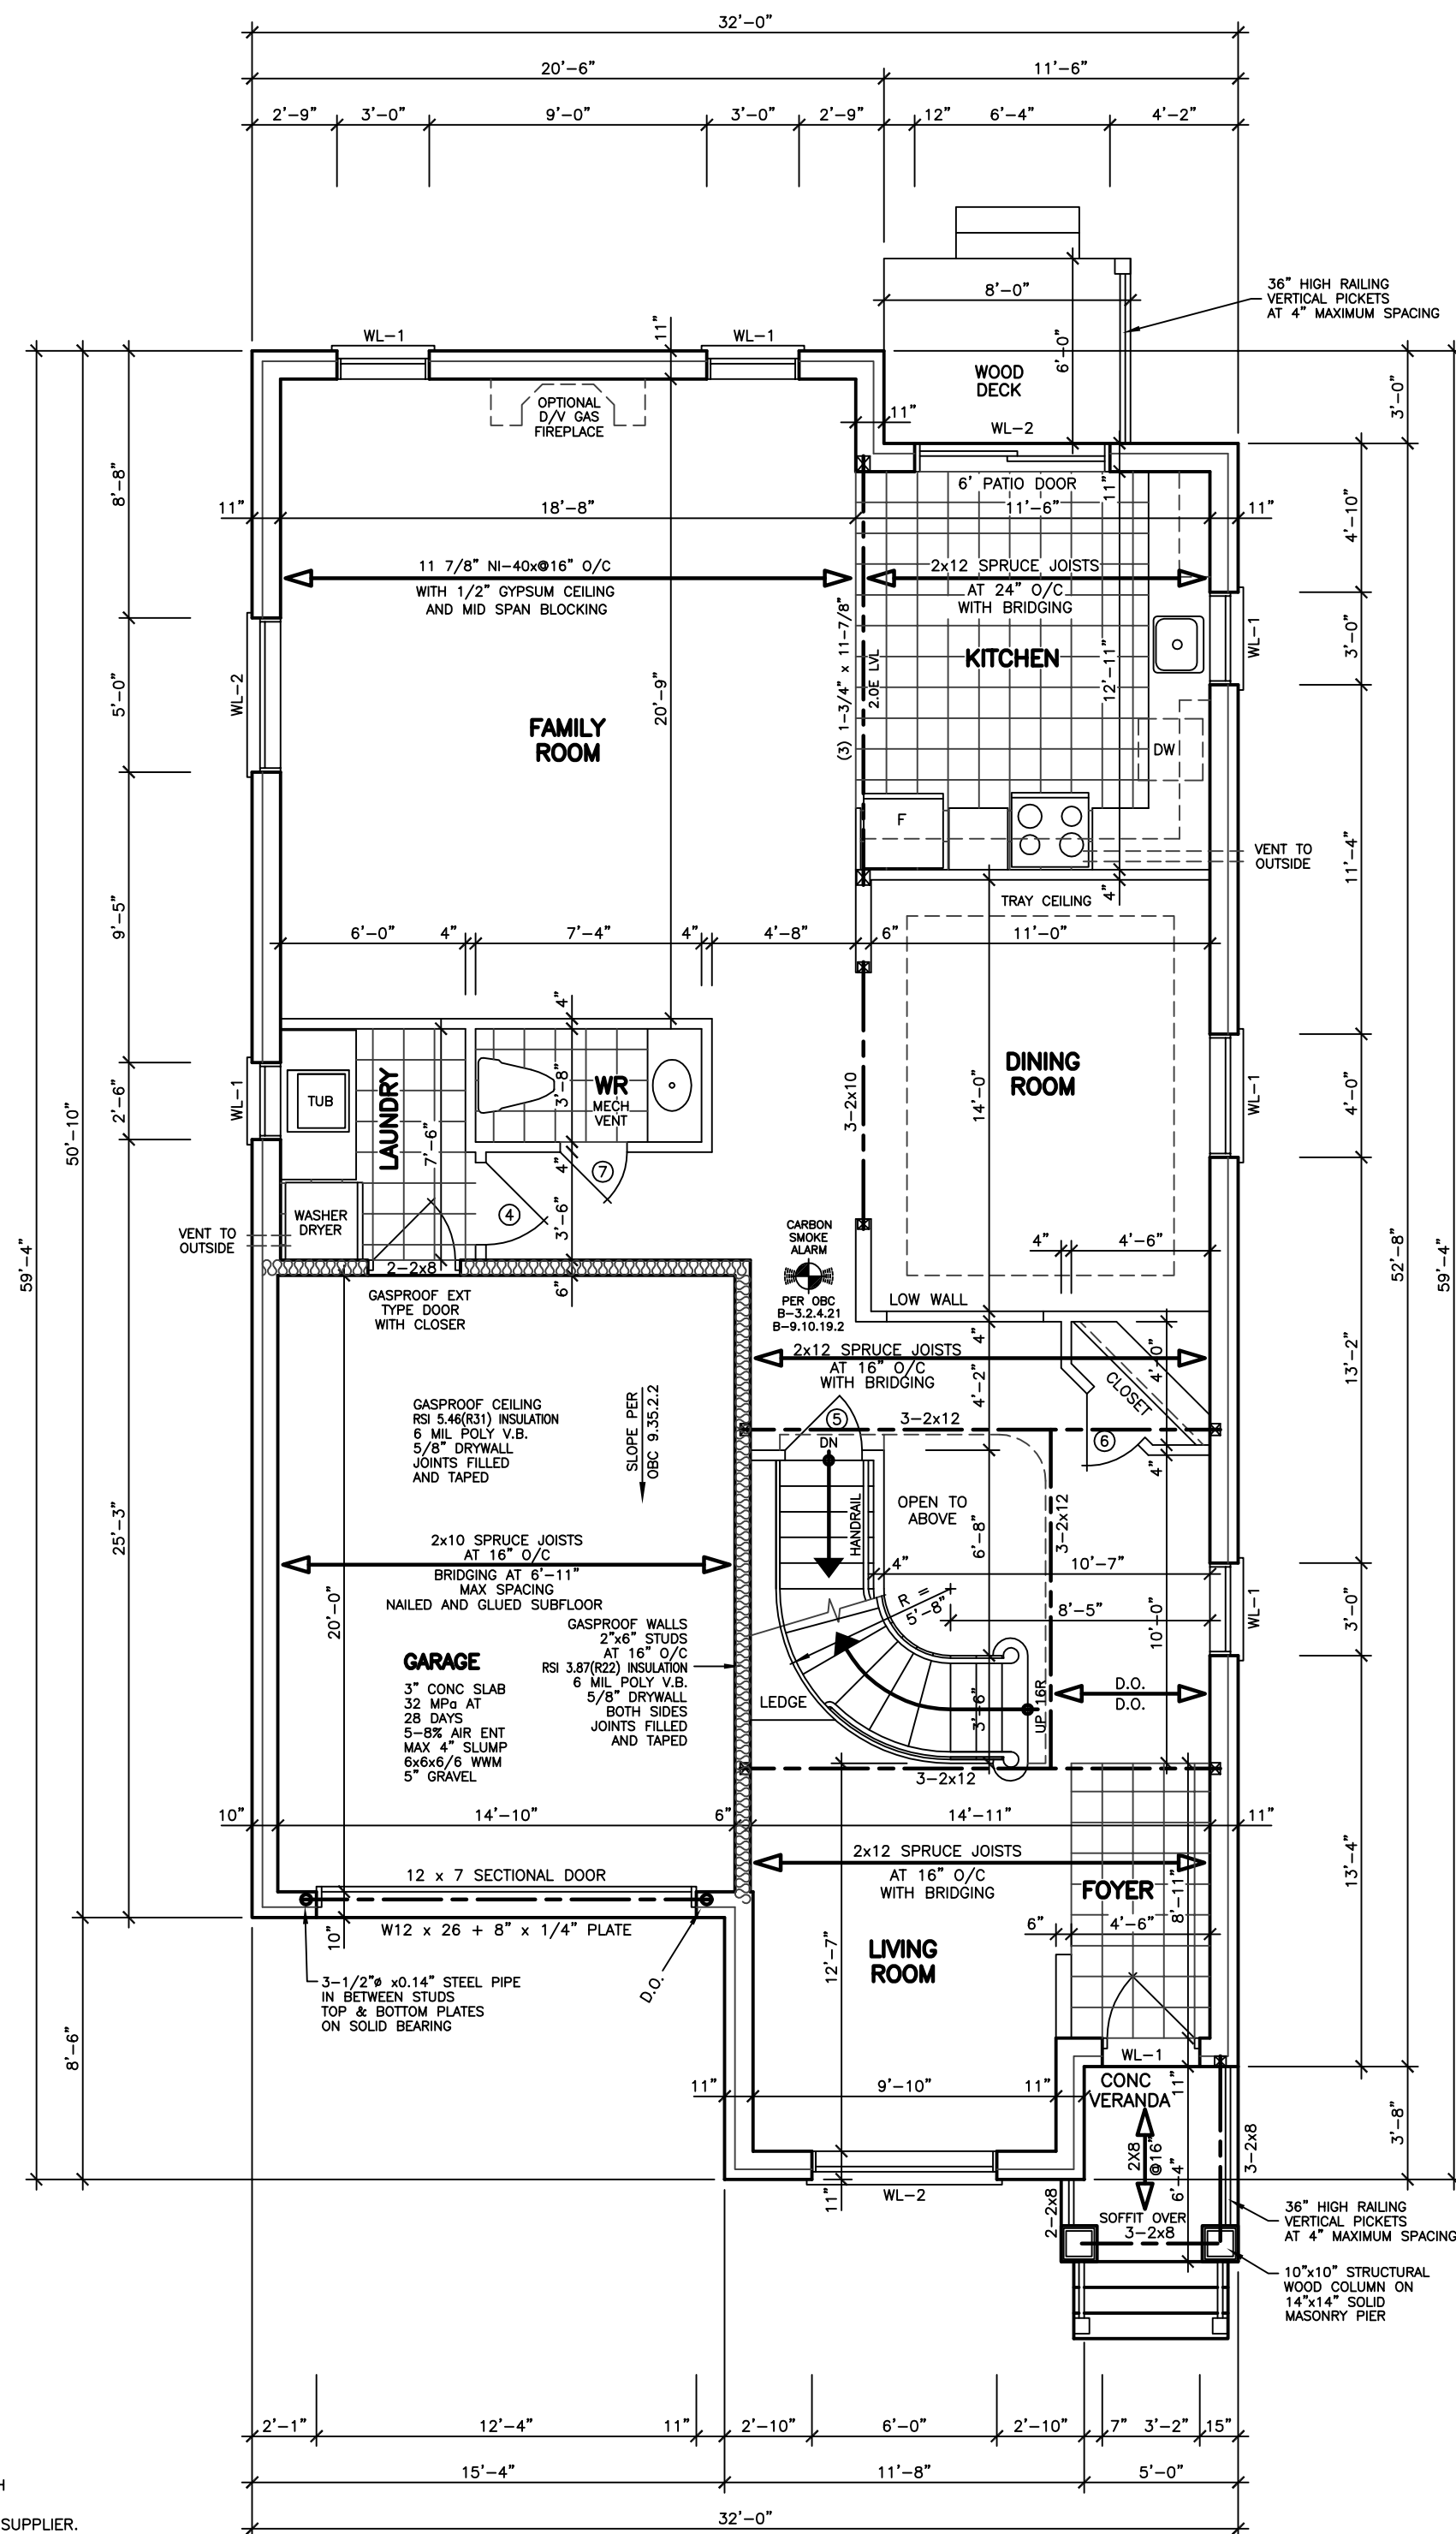 32'-0"
20'-6" 11'-6"
2'-9" 3'-0" 9'-0" 3'-0" 2'-9" 12" 6'-4" 4'-2"
36" HIGH RAILING
VERTICAL PICKETS
AT 4" MAXIMUM SPACING
8'-0"
6'-0"
WOOD
DECK
WL-1
WL-1
11"
OPTIONAL
D/V GAS
FIREPLACE
11"
WL-2
3'-0"
6' PATIO DOOR
11"
8'-8"
11" 18'-8" 11'-6" 11"
4'-10"
11 7/8" NI-40x@16" O/C
WITH 1/2" GYPSUM CEILING
AND MID SPAN BLOCKING
2x12 SPRUCE JOISTS
AT 24" O/C
WITH BRIDGING
(3) 1-3/4" x 11-7/8"
2.0E LVL
KITCHEN
12'-11"
WL-1
3'-0"
WL-2
5'-0"
20'-9"
FAMILY
ROOM
DW
F
VENT TO
OUTSIDE
11'-4"
TRAY CEILING
4"
9'-5"
6'-0" 4" 7'-4" 4" 4'-8" 6" 11'-0"
4"
DINING
ROOM
14'-0"
3-2x10
WL-1
4'-0"
WL-1
2'-6"
50'-10"
59'-4"
TUB
LAUNDRY
7'-6"
3'-8"
WR
MECH
VENT
4"
7
4
3'-6"
WASHER
DRYER
VENT TO
OUTSIDE
2-2x8
6"
GASPROOF EXT
TYPE DOOR
WITH CLOSER
CARBON
SMOKE
ALARM
PER OBC
B-3.2.4.21
B-9.10.19.2
4" 4'-6"
52'-8"
59'-4"
LOW WALL
4"
2x12 SPRUCE JOISTS
AT 16" O/C
WITH BRIDGING
4'-2"
4'-0"
CLOSET
13'-2"
GASPROOF CEILING
RSI 5.46(R31) INSULATION
6 MIL POLY V.B.
5/8" DRYWALL
JOINTS FILLED
AND TAPED
SLOPE PER
OBC 9.35.2.2
5
3-2x12
DN
6
4"
25'-3"
HANDRAIL
OPEN TO
ABOVE
6'-8"
3-2x12
2x10 SPRUCE JOISTS
AT 16" O/C
BRIDGING AT 6'-11"
MAX SPACING
NAILED AND GLUED SUBFLOOR
4" 10'-7"
R =
5'-8"
8'-5"
10'-0"
WL-1
3'-0"
20'-0"
GASPROOF WALLS
2"x6" STUDS
AT 16" O/C
RSI 3.87(R22) INSULATION
6 MIL POLY V.B.
5/8" DRYWALL
BOTH SIDES
JOINTS FILLED
AND TAPED
GARAGE
3" CONC SLAB
32 MPa AT
28 DAYS
5-8% AIR ENT
MAX 4" SLUMP
6x6x6/6 WWM
5" GRAVEL
LEDGE
3'-6"
UP 16R
D.O.
D.O.
3-2x12
10" 14'-10" 6" 14'-11" 11"
2x12 SPRUCE JOISTS
AT 16" O/C
WITH BRIDGING
13'-4"
12 x 7 SECTIONAL DOOR
FOYER
8'-11"
6" 4'-6"
W12 x 26 + 8" x 1/4" PLATE
10"
LIVING
ROOM
12'-7"
3-1/2"ø x0.14" STEEL PIPE
IN BETWEEN STUDS
TOP & BOTTOM PLATES
ON SOLID BEARING
D.O.
8'-6"
WL-1
11"
11" 9'-10" 11"
CONC
VERANDA
3'-8"
2X8
@16"
6'-4"
3-2x8
2-2x8
11"
WL-2
SOFFIT OVER
3-2x8
36" HIGH RAILING
VERTICAL PICKETS
AT 4" MAXIMUM SPACING
10"x10" STRUCTURAL
WOOD COLUMN ON
14"x14" SOLID
MASONRY PIER
2'-1" 12'-4" 11" 2'-10" 6'-0" 2'-10" 7" 3'-2" 15"
15'-4" 11'-8" 5'-0"
32'-0"
H
SUPPLIER.